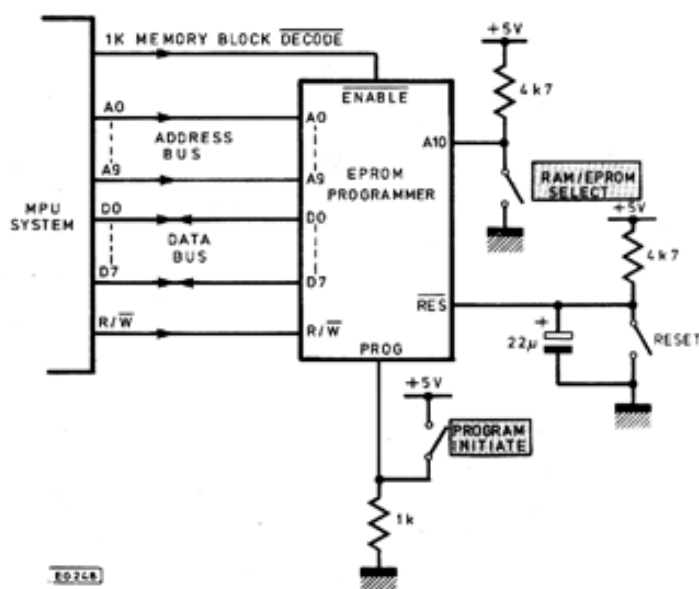 +5V
1K MEMORY BLOCK DECODE
4k7
ENABLE
A0
A0
A10
ADDRESS
BUS
EPROM
PROGRAMMER
RAM/EPROM
SELECT
A9
A9
+5V
MPU
SYSTEM
D0
D0
DATA
BUS
4k7
D7
D7
RES
R/W
R/W
22µ
+
RESET
PROG
+5V
PROGRAM
INITIATE
1k
EG248